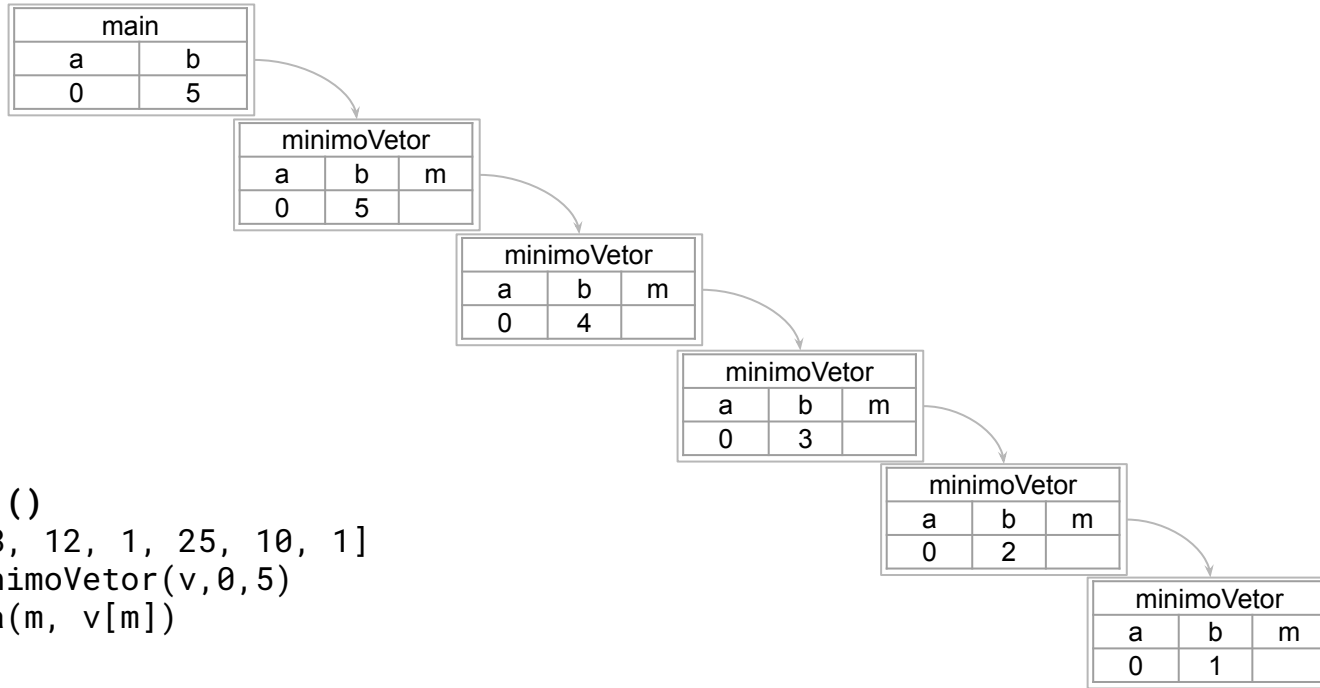 main
a b
0 5
minimoVetor
a b m
0 5
minimoVetor
a b m
0 4
minimoVetor
a b m
0 3
minimoVetor
a b m
0 2
minimoVetor
a b m
0 1
()
, 12, 1, 25, 10, 1]
nimoVetor(v,0,5)
(m, v[m])